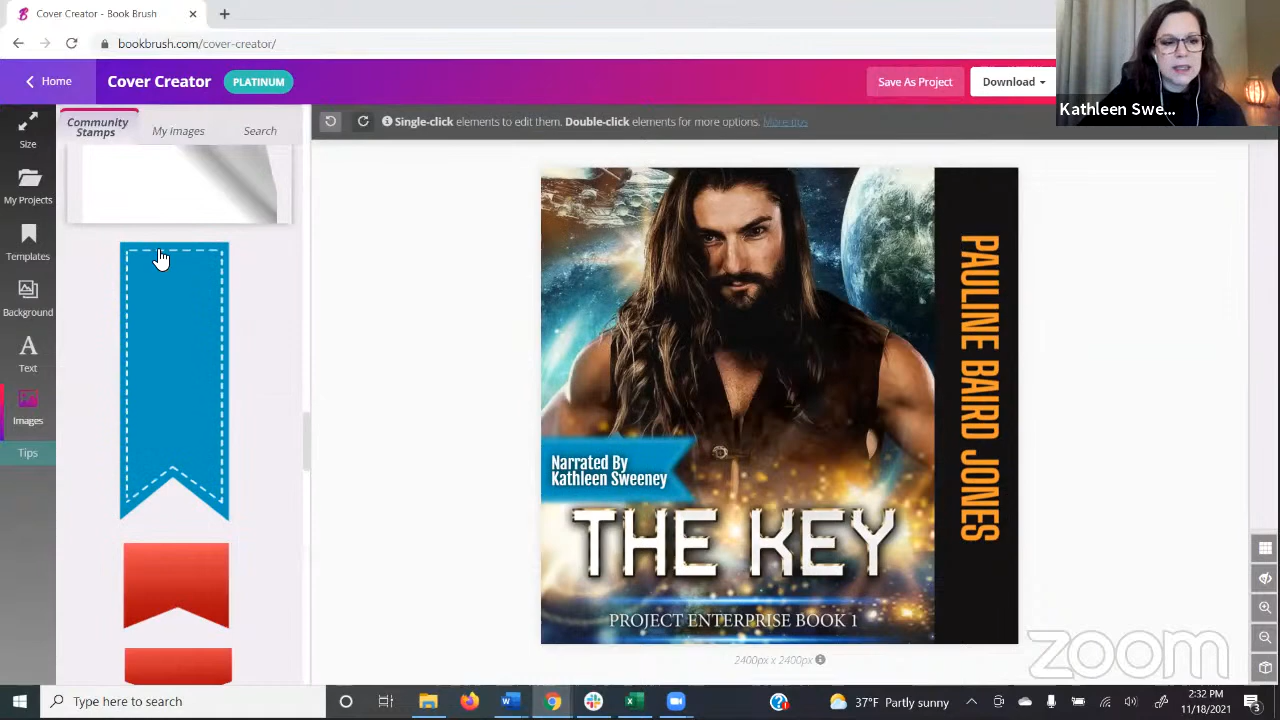 Cover Creator - Book Brush
bookbrush.com/cover-creator/
Home
Cover Creator
PLATINUM
Save As Project
Download
Kathleen Swe...
Community
Stamps
My Images
Search
Single-click elements to edit them. Double-click elements for more options. More tips
Size
My Projects
Templates
Background
Text
Images
Tips
PAULINE BAIRD JONES
Narrated By
Kathleen Sweeney
THE KEY
PROJECT ENTERPRISE BOOK 1
2400px x 2400px
zoom
Type here to search
37°F Partly sunny
2:32 PM
11/18/2021
3